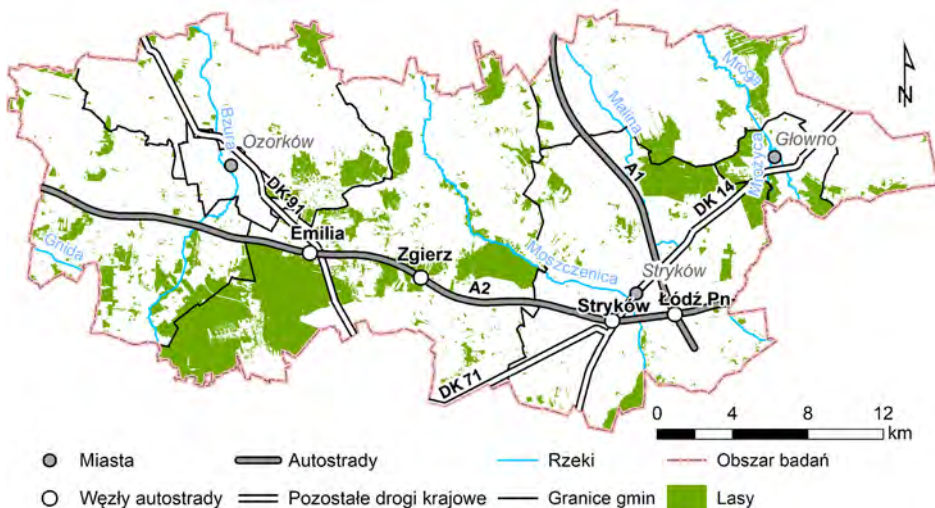 Mroga
Malina
Bzura
Ozorków
Głowno
Mrożyca
A1
DK 91
DK 14
Emilia
Gnida
Zgierz
Moszczenica
Stryków
A2
Stryków
Łódź Pn
DK 71
N
0 4 8 12
km
Miasta
Autostrady
Rzeki
Obszar badań
Węzły autostrady
Pozostałe drogi krajowe
Granice gmin
Lasy